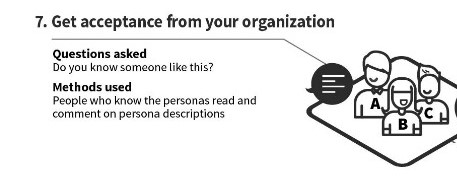 7. Get acceptance from your organization
Questions asked
Do you know someone like this?
Methods used
People who know the personas read and
comment on persona descriptions
A
B
C